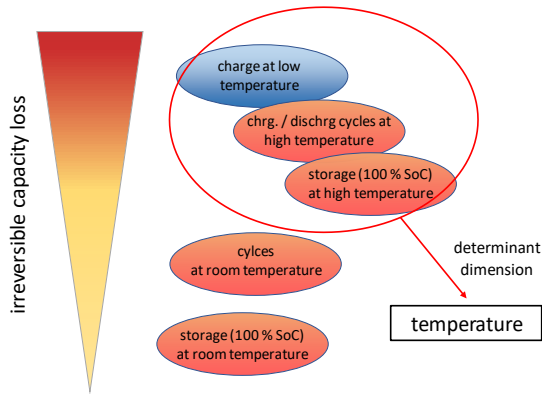 irreversible capacity loss
charge at low
temperature
chrg. / dischrg cycles at
high temperature
storage (100 % SoC)
at high temperature
cylces
at room temperature
storage (100 % SoC)
at room temperature
determinant
dimension
temperature